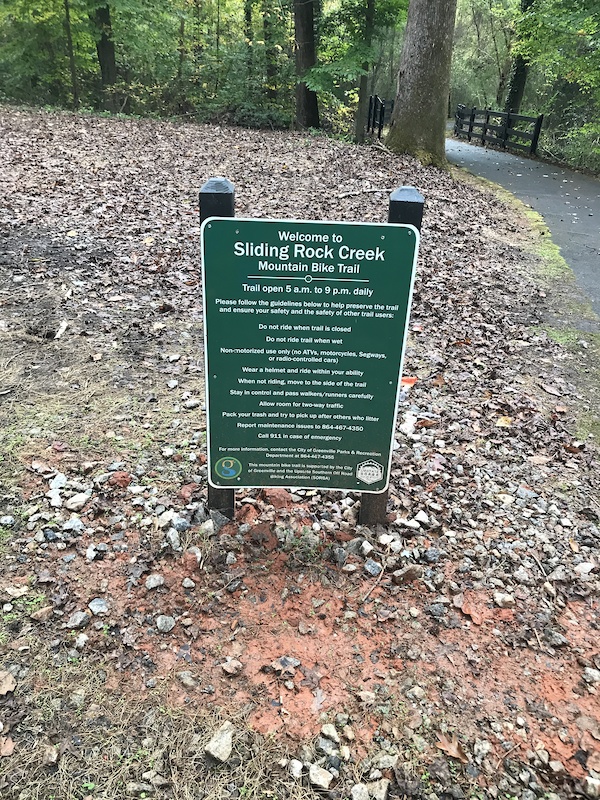 Welcome to
Sliding Rock Creek
Mountain Bike Trail
Trail open 5 a.m. to 9 p.m. daily
Please follow the guidelines below to help preserve the trail
and ensure your safety and the safety of other trail users:
Do not ride when trail is closed
Do not ride trail when wet
Non-motorized use only (no ATVs, motorcycles, Segways,
or radio-controlled cars)
Wear a helmet and ride within your ability
When not riding, move to the side of the trail
Stay in control and pass walkers/runners carefully
Allow room for two-way traffic
Pack your trash and try to pick up after others who litter
Report maintenance issues to 864-467-4350
Call 911 in case of emergency
For more information, contact the City of Greenville Parks & Recreation
Department at 864-467-4355
This mountain bike trail is supported by the City
of Greenville and the Upstate Southern Off Road
Biking Association (SORBA)
g